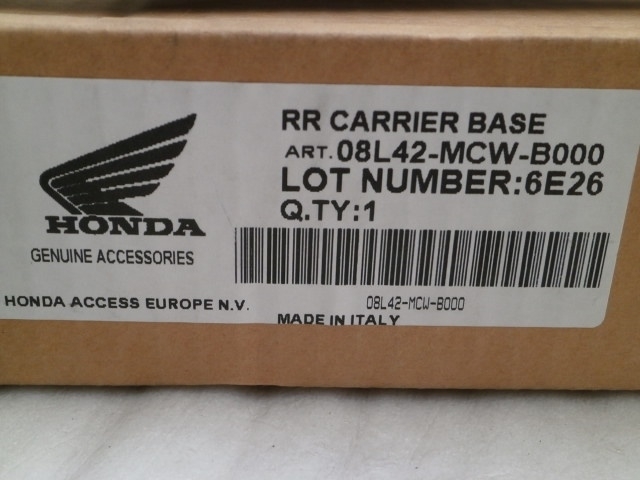 RR CARRIER BASE
ART. 08L42-MCW-B000
LOT NUMBER:6E26
Q.TY:1
HONDA
GENUINE ACCESSORIES
08L42-MCW-B000
HONDA ACCESS EUROPE N.V.
MADE IN ITALY